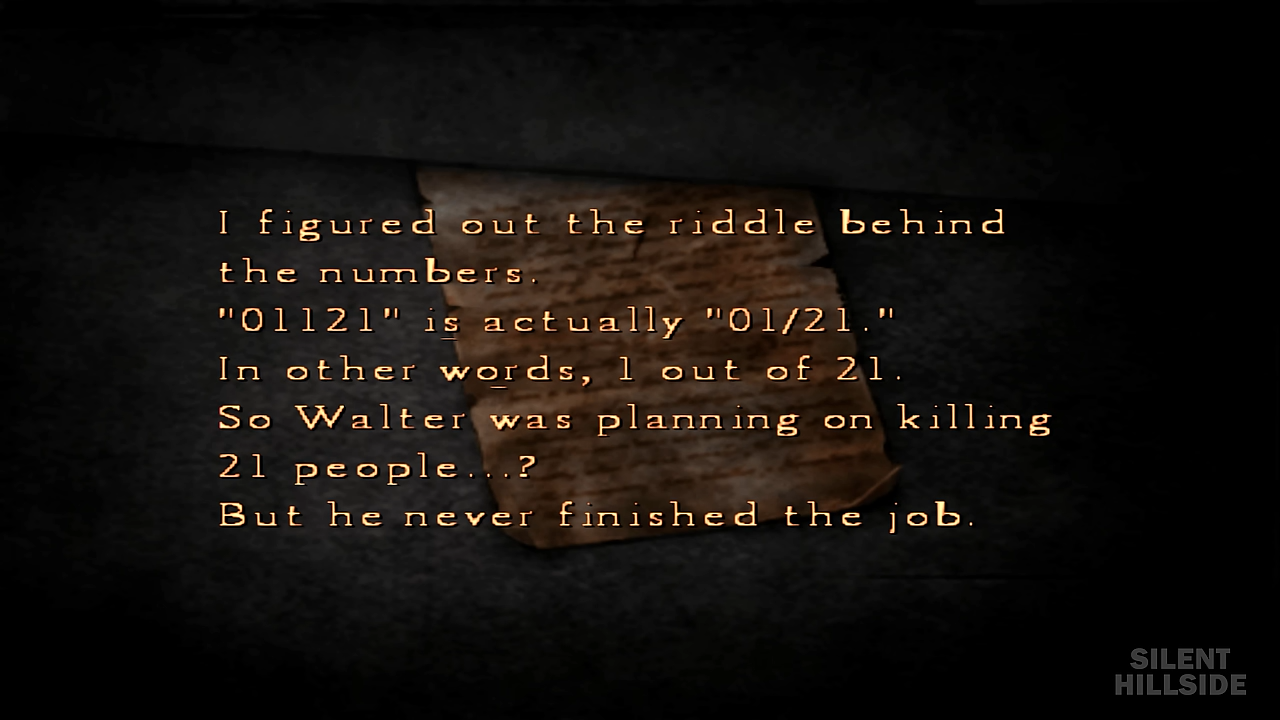 I figured out the riddle behind
the numbers.
"01121" is actually "01/21."
In other words, 1 out of 21.
So Walter was planning on killing
21 people...?
But he never finished the job.
SILENT
HILLSIDE